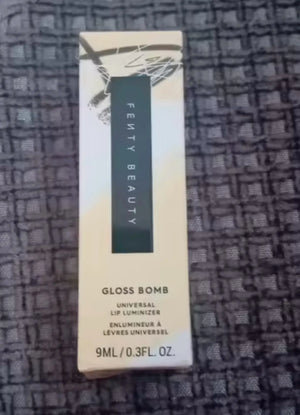 FENTY BEAUTY
GLOSS BOMB
UNIVERSAL
LIP LUMINIZER
ENLUMINEUR À
LÈVRES UNIVERSEL
9ML / 0.3FL. OZ.